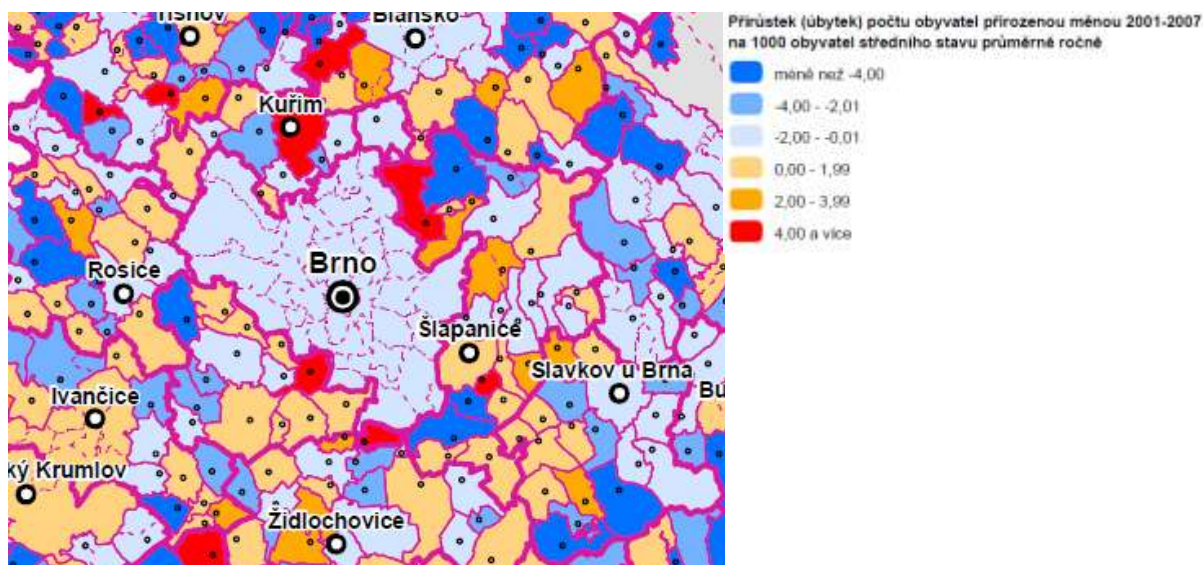 Tišnov
Blansko
Kuřim
Rosice
Brno
Šlapanice
Slavkov u Brna
Bu
Ivančice
ký Krumlov
Židlochovice
Přírůstek (úbytek) počtu obyvatel přirozenou měnou 2001-2007
na 1000 obyvatel středního stavu průměrné ročně
méně než -4,00
-4,00 - -2,01
-2,00 - -0,01
0,00 - 1,99
2,00 - 3,99
4,00 a více